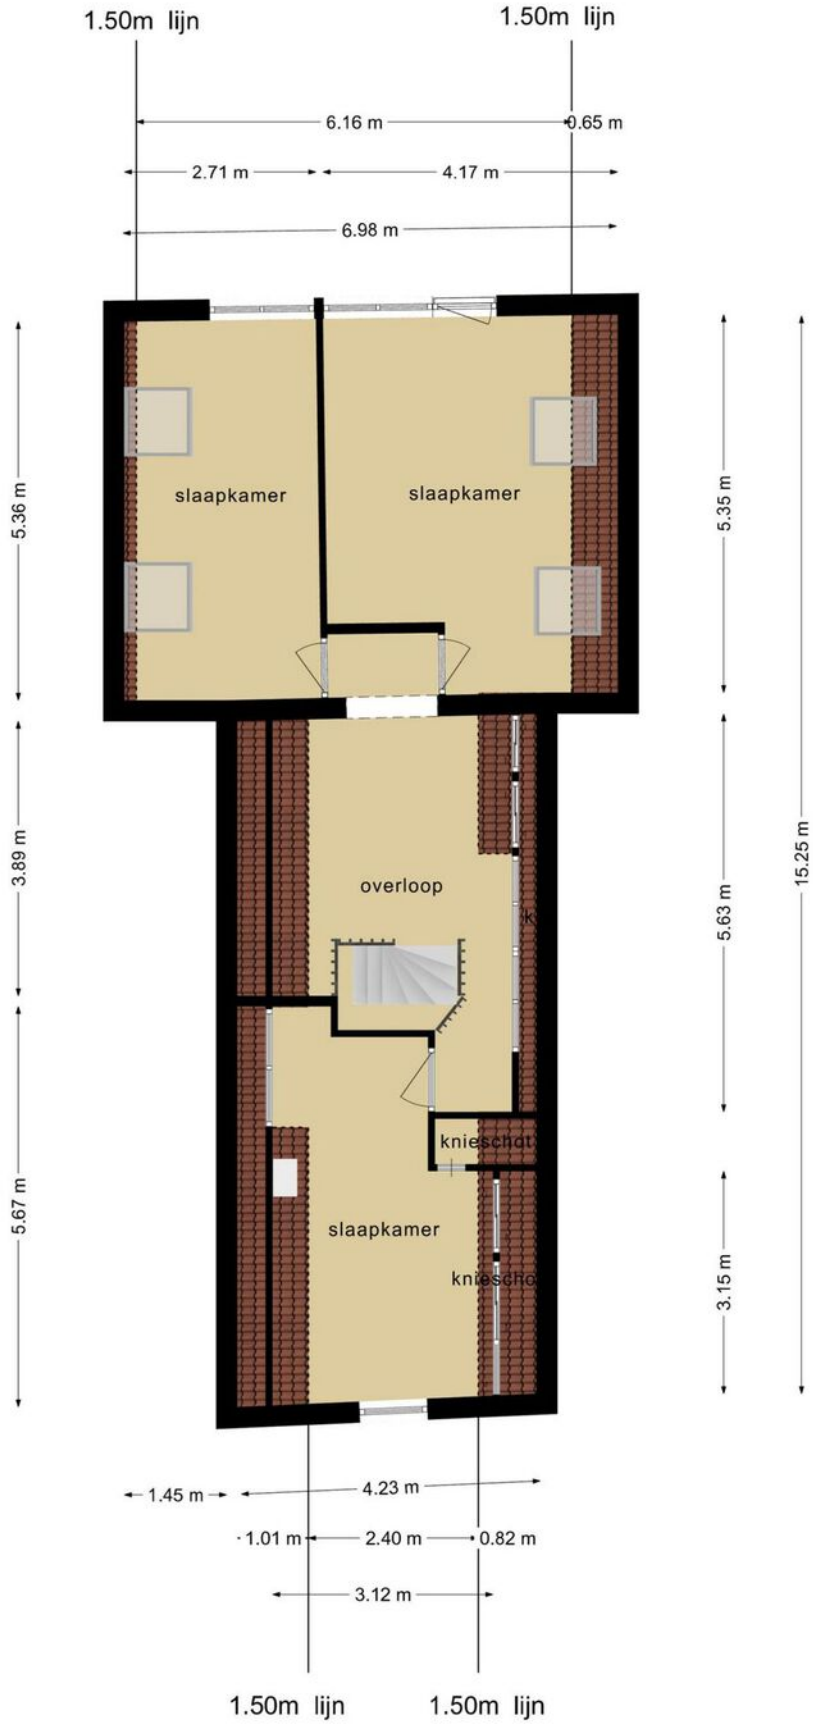 1.50m lijn
1.50m lijn
6.16 m
0.65 m
2.71 m
4.17 m
6.98 m
5.36 m
5.35 m
slaapkamer
slaapkamer
3.89 m
15.25 m
5.63 m
overloop
k
knieschot
5.67 m
slaapkamer
3.15 m
kniescho
1.45 m
4.23 m
1.01 m
2.40 m
0.82 m
3.12 m
1.50m lijn
1.50m lijn